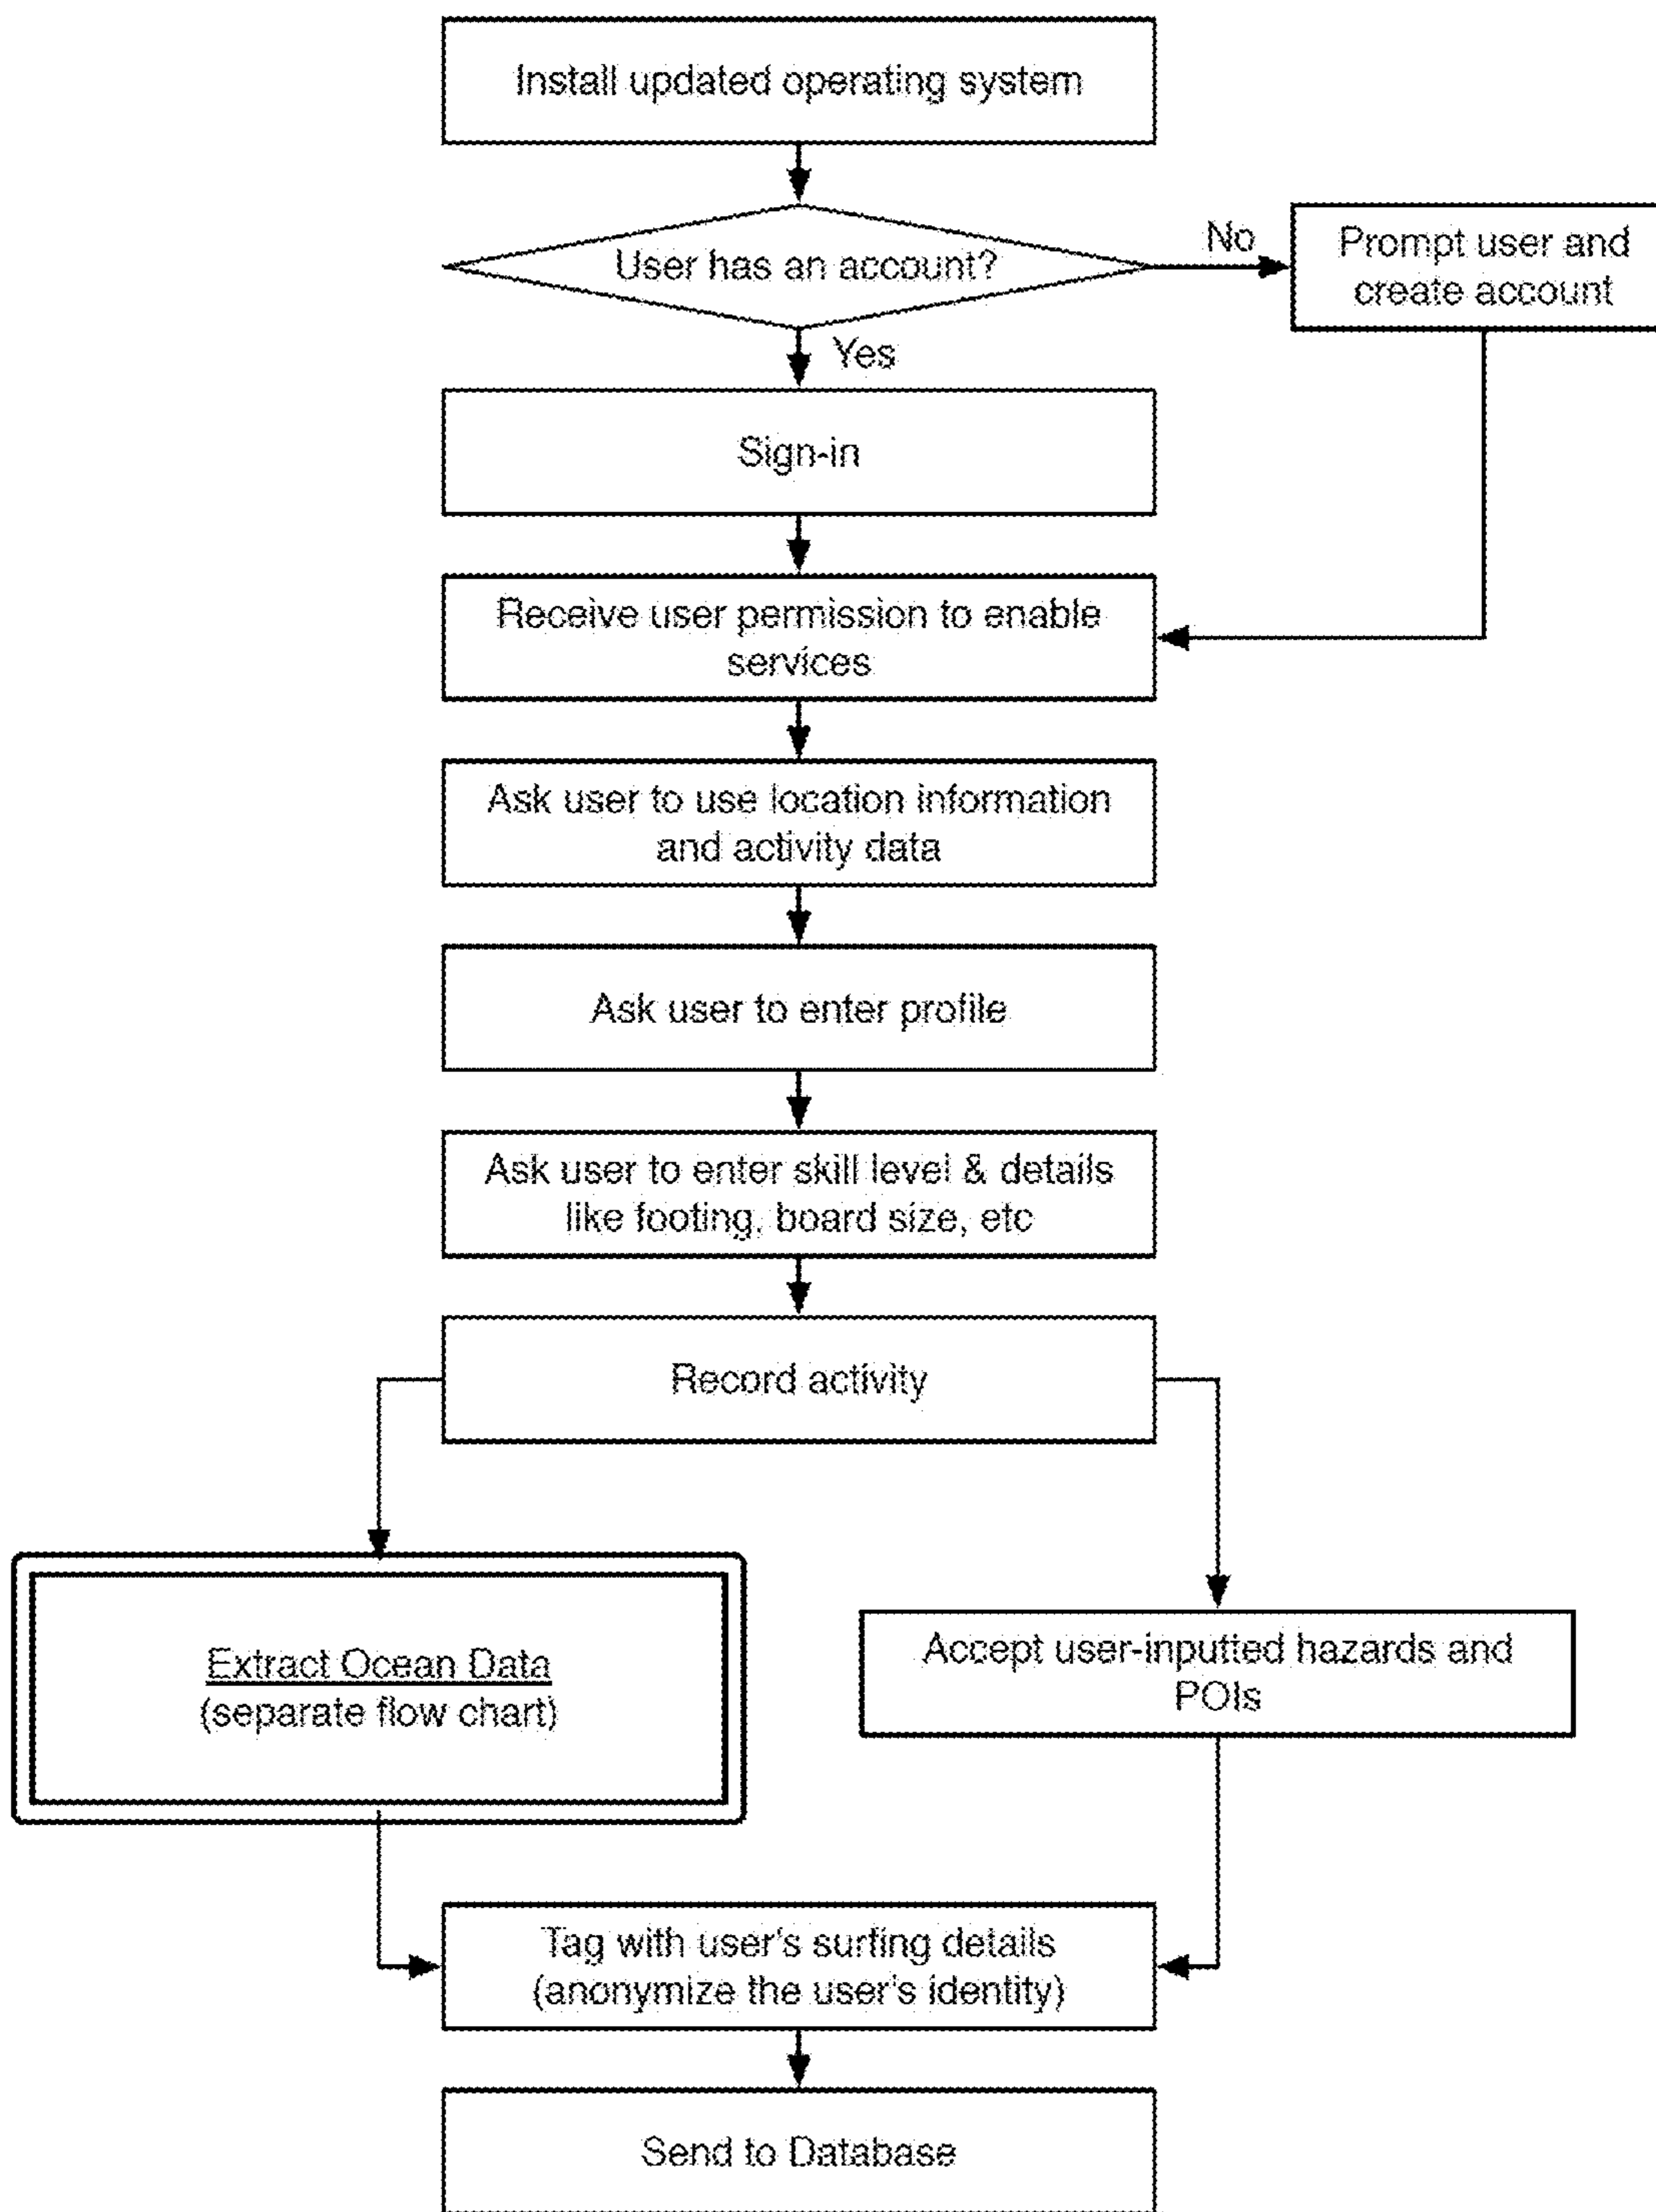 Install updated operating system
User has an account?
No
Prompt user and
create account
Yes
Sign-in
Receive user permission to enable
services
Ask user to use location information
and activity data
Ask user to enter profile
Ask user to enter skill level & details
like footing, board size, etc
Record activity
Extract Ocean Data
(separate flow chart)
Accept user-inputted hazards and
POIs
Tag with user's surfing details
(anonymize the user's identity)
Send to Database